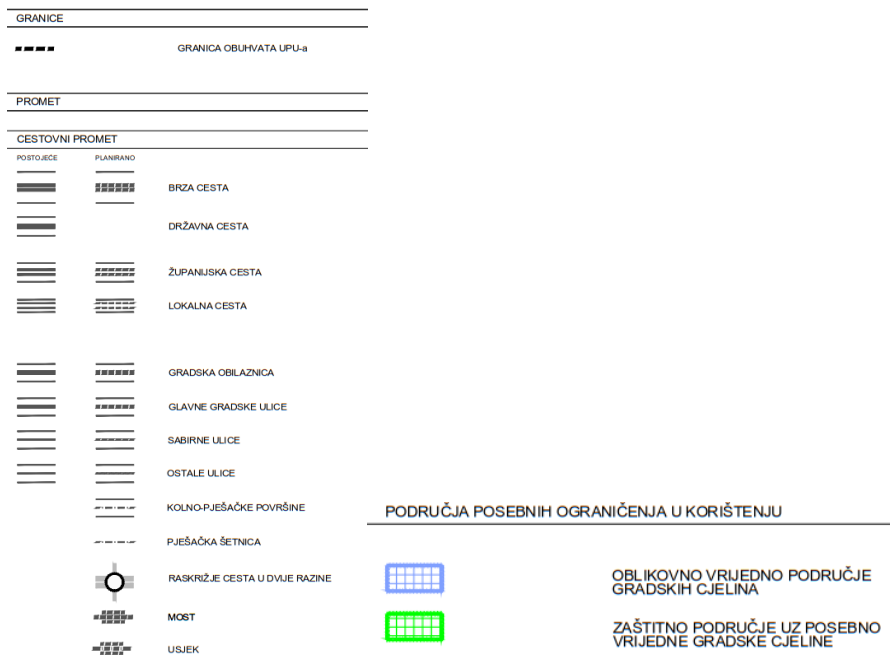 GRANICE
GRANICA OBUHVATA UPU-a
PROMET
CESTOVNI PROMET
POSTOJEĆE PLANIRANO
BRZA CESTA
DRŽAVNA CESTA
ŽUPANIJSKA CESTA
LOKALNA CESTA
GRADSKA OBILAZNICA
GLAVNE GRADSKE ULICE
SABIRNE ULICE
OSTALE ULICE
KOLNO-PJEŠAČKE POVRŠINE
PJEŠAČKA ŠETNICA
RASKRIŽJE CESTA U DVIJE RAZINE
MOST
USJEK
PODRUČJA POSEBNIH OGRANIČENJA U KORIŠTENJU
OBLIKOVNO VRIJEDNO PODRUČJE
GRADSKIH CJELINA
ZAŠTITNO PODRUČJE UZ POSEBNO
VRIJEDNE GRADSKE CJELINE